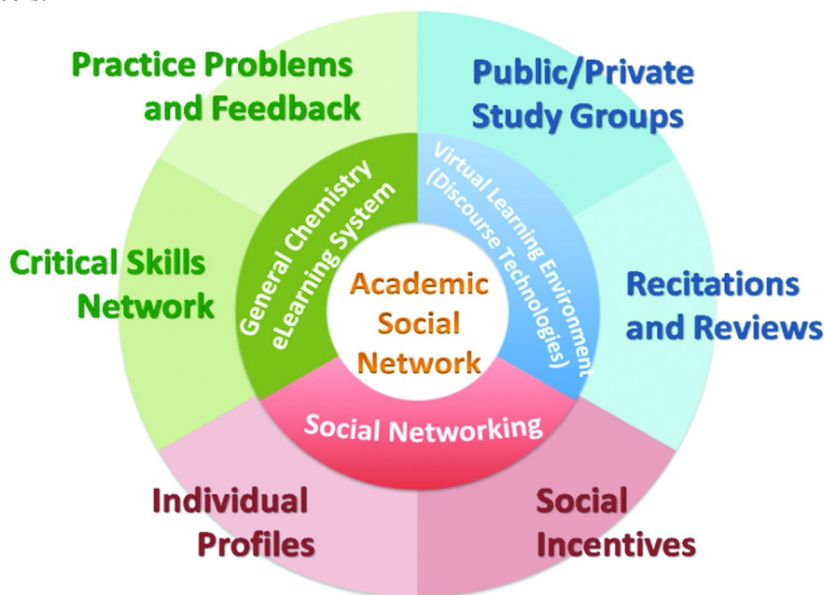 Practice Problems
and Feedback
Public/Private
Study Groups
General Chemistry
eLearning System
Virtual Learning Environment
(Discourse Technologies)
Critical Skills
Network
Academic
Social
Network
Recitations
and Reviews
Social Networking
Individual
Profiles
Social
Incentives